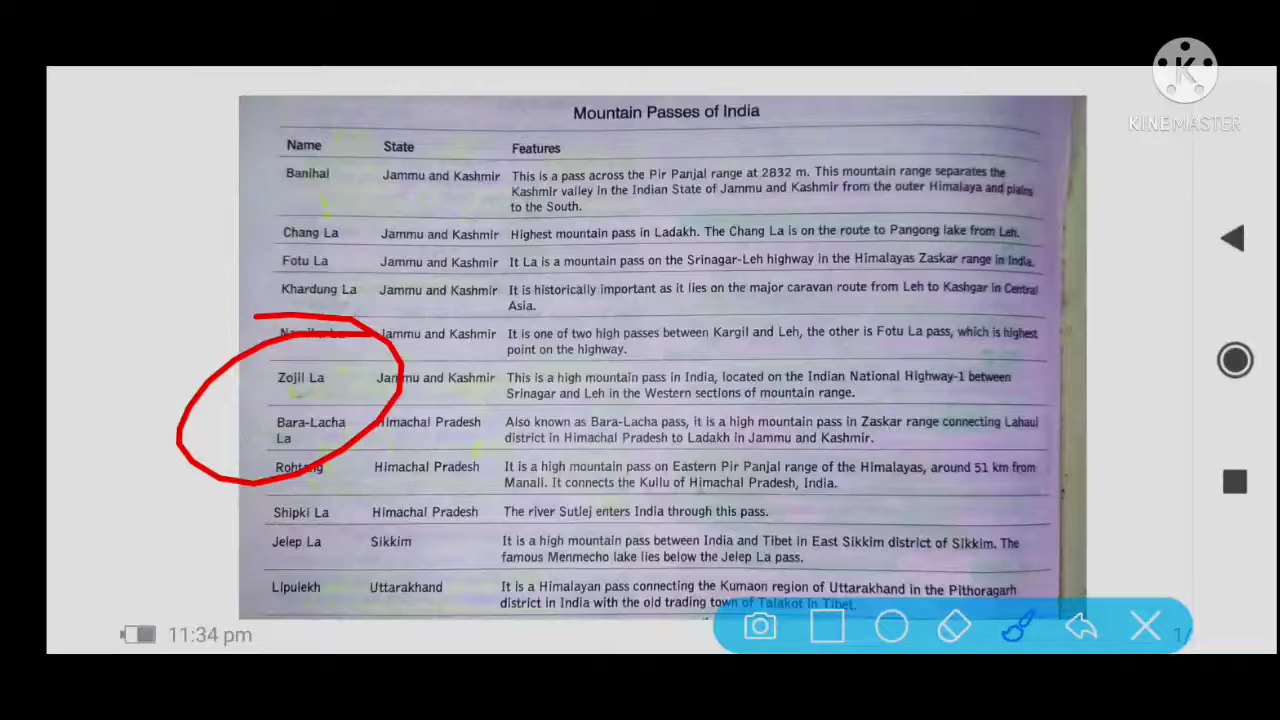 KINEMASTER
Mountain Passes of India
Name State Features
Banihal Jammu and Kashmir This is a pass across the Pir Panjal range at 2832 m. This mountain range separates the
Kashmir valley in the Indian State of Jammu and Kashmir from the outer Himalaya and plains
to the South.
Chang La Jammu and Kashmir Highest mountain pass in Ladakh. The Chang La is on the route to Pangong lake from Leh.
Fotu La Jammu and Kashmir It La is a mountain pass on the Srinagar-Leh highway in the Himalayas Zaskar range in India.
Khardung La Jammu and Kashmir It is historically important as it lies on the major caravan route from Leh to Kashgar in Central
Asia.
La Jammu and Kashmir It is one of two high passes between Kargil and Leh, the other is Fotu La pass, which is highest
point on the highway.
Zojil La Jammu and Kashmir This is a high mountain pass in India, located on the Indian National Highway-1 between
Srinagar and Leh in the Western sections of mountain range.
Bara-Lacha Himachal Pradesh Also known as Bara-Lacha pass, it is a high mountain pass in Zaskar range connecting Lahaul
La district in Himachal Pradesh to Ladakh in Jammu and Kashmir.
Rohtang Himachal Pradesh It is a high mountain pass on Eastern Pir Panjal range of the Himalayas, around 51 km from
Manali. It connects the Kullu of Himachal Pradesh, India.
Shipki La Himachal Pradesh The river Sutlej enters India through this pass.
Jelep La Sikkim It is a high mountain pass between India and Tibet in East Sikkim district of Sikkim. The
famous Menmecho lake lies below the Jelep La pass.
Lipulekh Uttarakhand It is a Himalayan pass connecting the Kumaon region of Uttarakhand in the Pithoragarh
district in India with the old trading town of Talakot in Tibet.
11:34 pm
1/